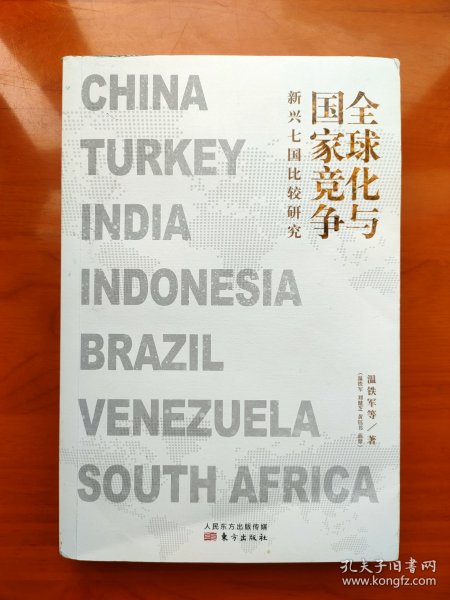 全球化与
国家竞争
新兴七国比较研究
CHINA
TURKEY
INDIA
INDONESIA
BRAZIL
VENEZUELA
SOUTH AFRICA
温铁军等／著
人民东方出版传媒
东方出版社
孔夫子旧书网
www.kongfz.com